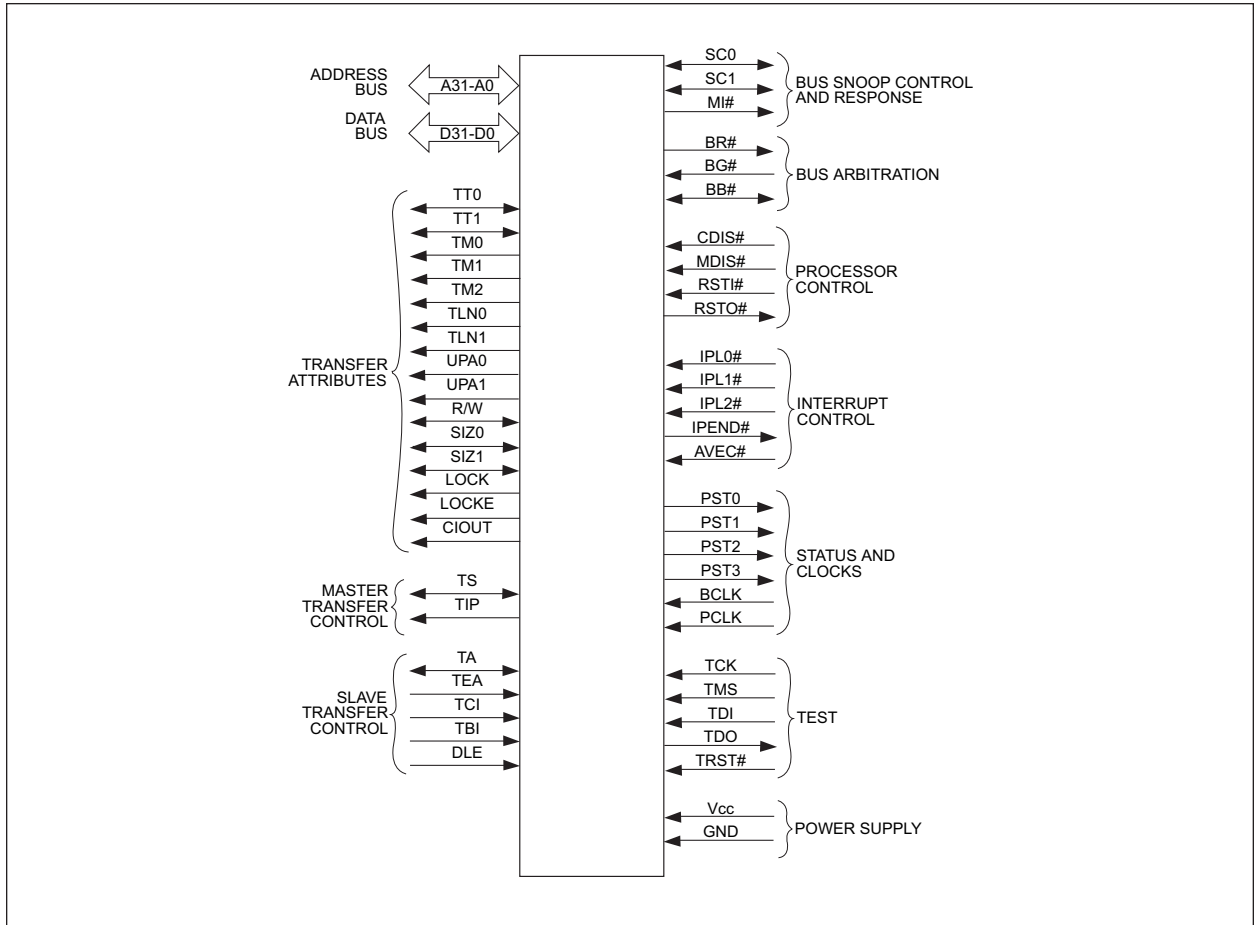 ADDRESS
BUS
A31-A0
DATA
BUS
D31-D0
TT0
TT1
TM0
TM1
TM2
TLN0
TLN1
UPA0
UPA1
R/W
SIZ0
SIZ1
LOCK
LOCKE
CIOUT
TRANSFER
ATTRIBUTES
TS
TIP
MASTER
TRANSFER
CONTROL
TA
TEA
TCI
TBI
DLE
SLAVE
TRANSFER
CONTROL
SC0
SC1
MI#
BUS SNOOP CONTROL
AND RESPONSE
BR#
BG#
BB#
BUS ARBITRATION
CDIS#
MDIS#
RSTI#
RSTO#
PROCESSOR
CONTROL
IPL0#
IPL1#
IPL2#
IPEND#
AVEC#
INTERRUPT
CONTROL
PST0
PST1
PST2
PST3
BCLK
PCLK
STATUS AND
CLOCKS
TCK
TMS
TDI
TDO
TRST#
TEST
Vcc
GND
POWER SUPPLY